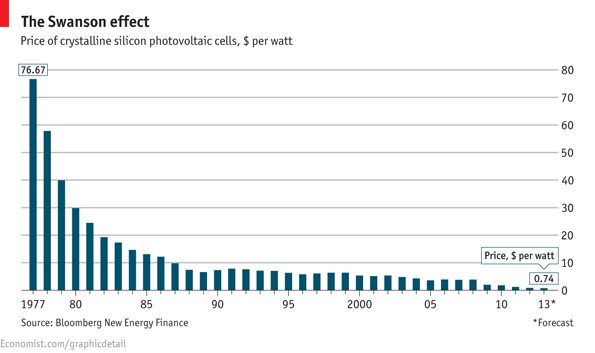 The Swanson effect
Price of crystalline silicon photovoltaic cells, $ per watt
76.67
80
70
60
50
40
30
20
10
0
Price, $ per watt
0.74
1977 80 85 90 95 2000 05 10 13*
Source: Bloomberg New Energy Finance *Forecast
Economist.com/graphicdetail